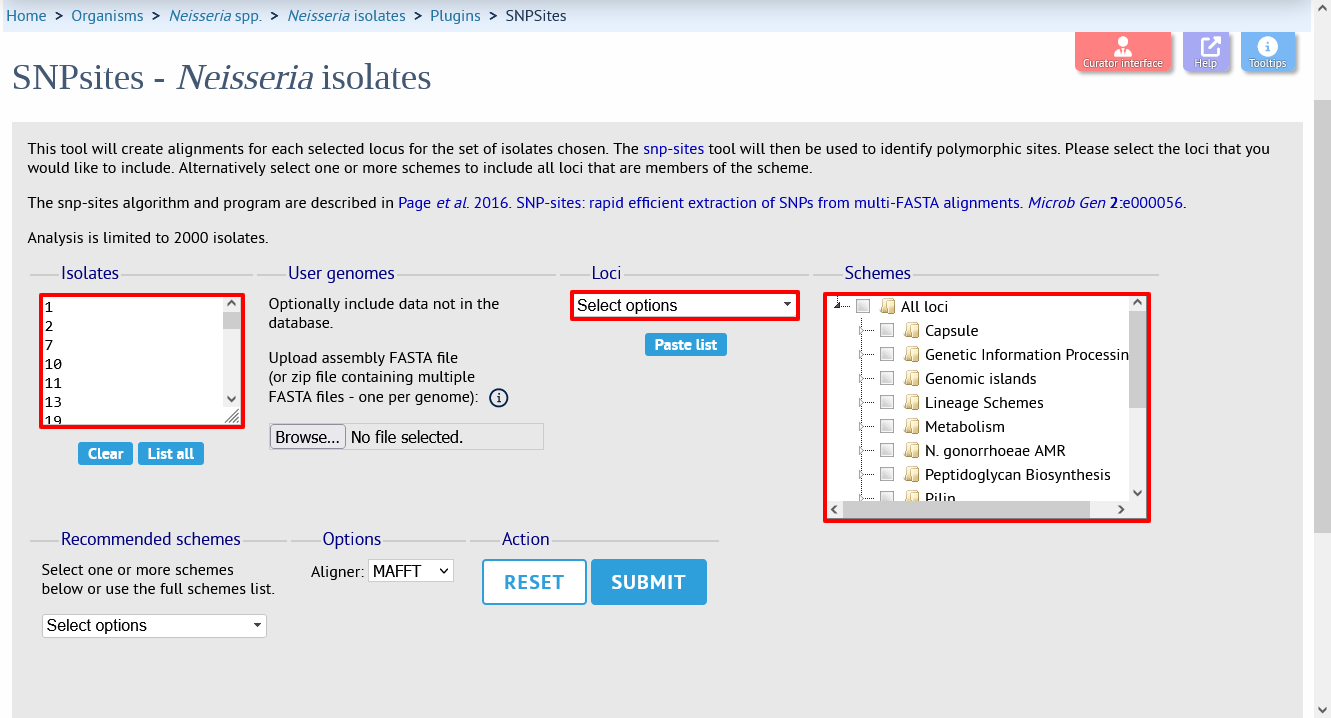 Home > Organisms > Neisseria spp. > Neisseria isolates > Plugins > SNPSites
Curator interface
Help
Tooltips
SNPsites - Neisseria isolates
This tool will create alignments for each selected locus for the set of isolates chosen. The snp-sites tool will then be used to identify polymorphic sites. Please select the loci that you
would like to include. Alternatively select one or more schemes to include all loci that are members of the scheme.
The snp-sites algorithm and program are described in Page et al. 2016. SNP-sites: rapid efficient extraction of SNPs from multi-FASTA alignments. Microb Gen 2:e000056.
Analysis is limited to 2000 isolates.
Isolates
1
2
7
10
11
13
19
Clear
List all
User genomes
Optionally include data not in the
database.
Upload assembly FASTA file
(or zip file containing multiple
FASTA files - one per genome):
Browse... No file selected.
Loci
Select options
Paste list
Schemes
All loci
Capsule
Genetic Information Processin
Genomic islands
Lineage Schemes
Metabolism
N. gonorrhoeae AMR
Peptidoglycan Biosynthesis
Pilin
Recommended schemes
Select one or more schemes
below or use the full schemes list.
Select options
Options
Aligner: MAFFT
Action
RESET
SUBMIT